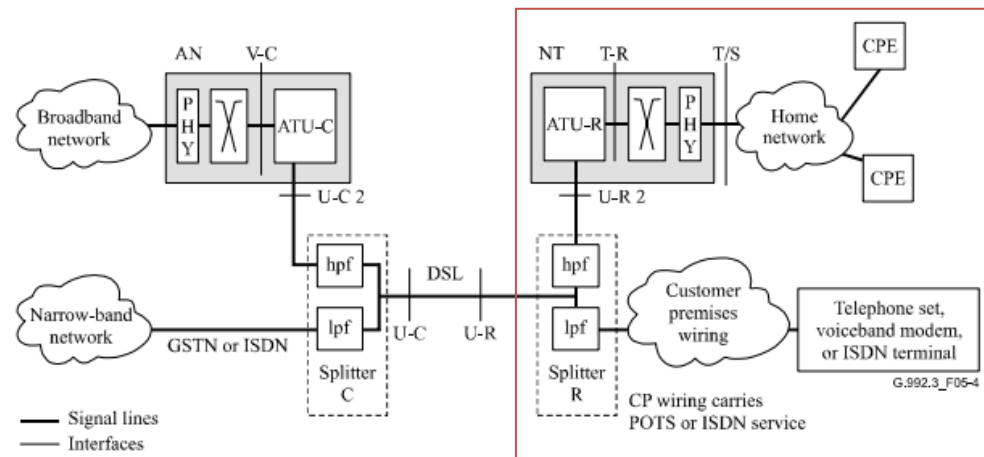 AN
V-C
NT
T-R
T/S
CPE
Broadband
network
P
H
Y
ATU-C
ATU-R
P
H
Y
Home
network
CPE
U-C 2
U-R 2
hpf
DSL
hpf
Narrow-band
network
GSTN or ISDN
lpf
U-C
U-R
lpf
Customer
premises
wiring
Telephone set,
voiceband modem,
or ISDN terminal
Splitter
C
Splitter
R
G.992.3_F05-4
CP wiring carries
POTS or ISDN service
Signal lines
Interfaces